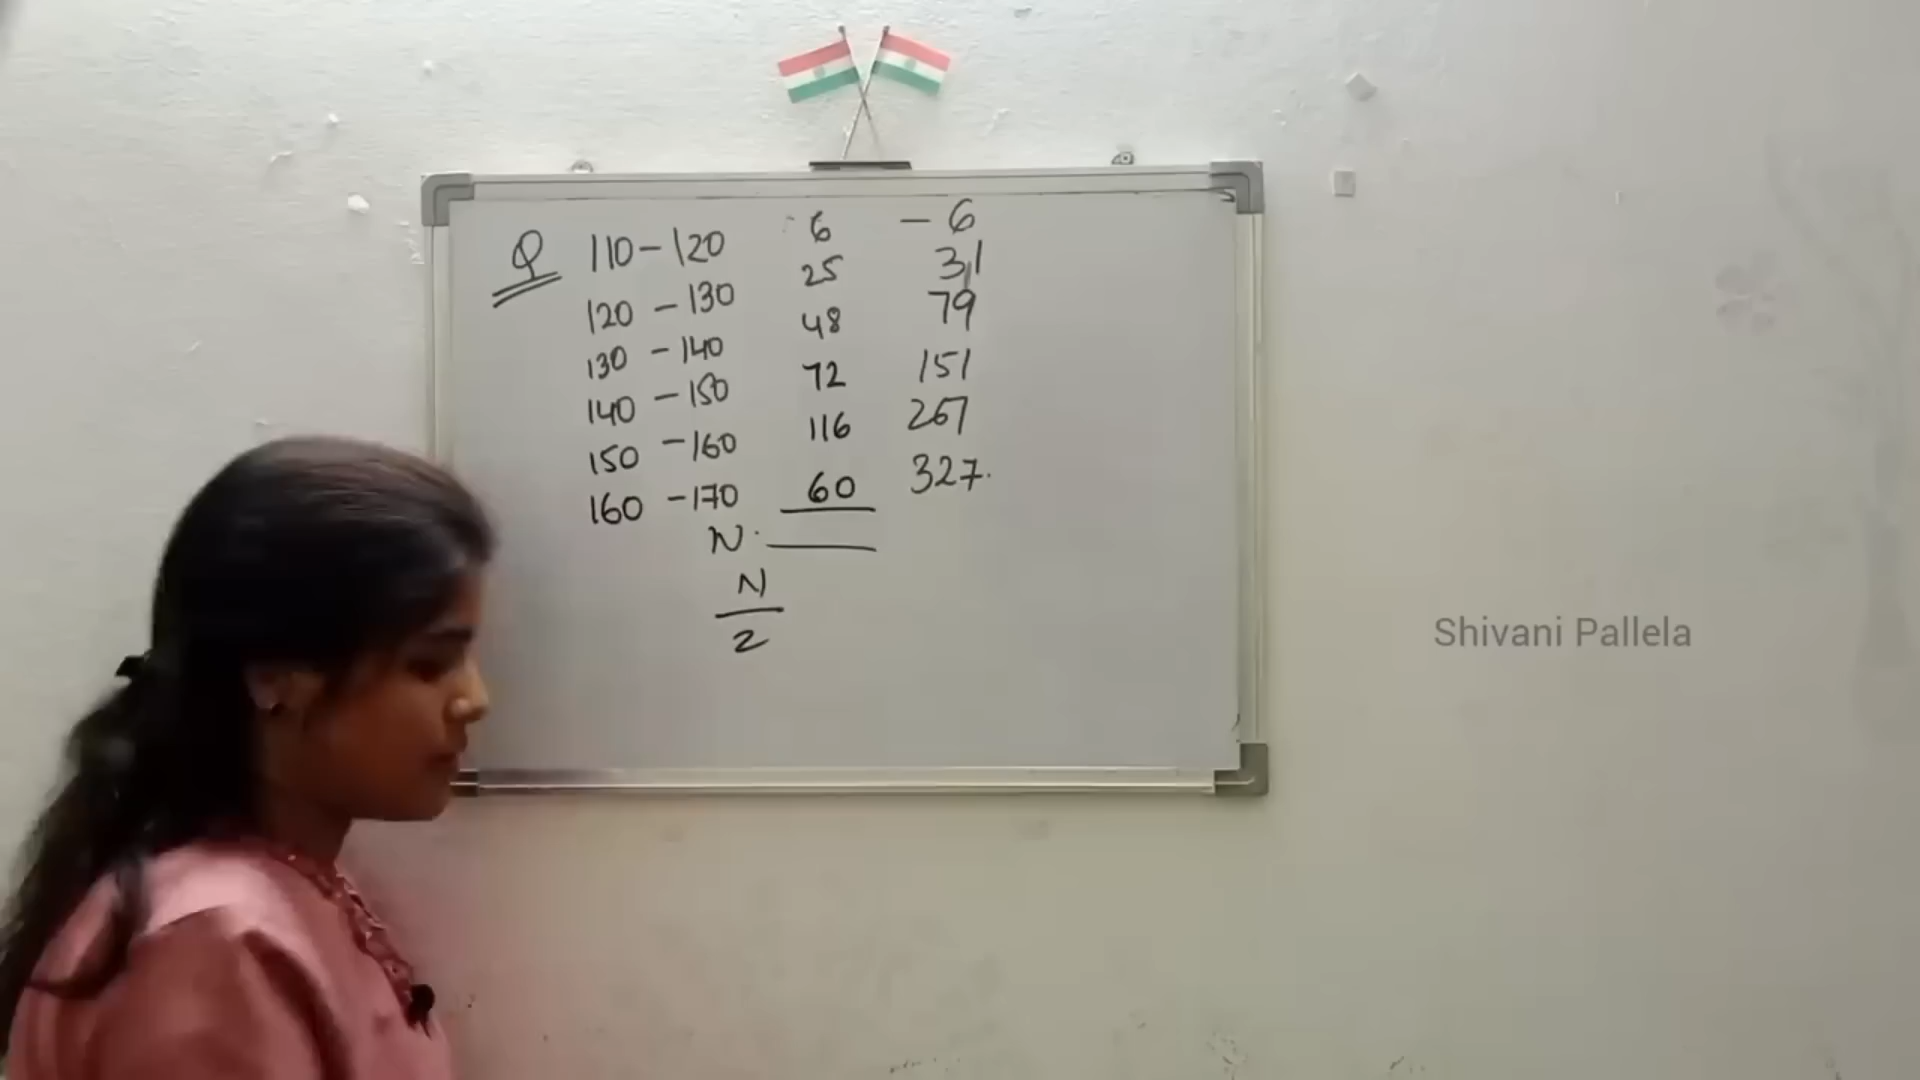 Q 110-120 6 - 6
120 - 130 25 31
130 - 140 48 79
140 - 150 72 151
150 - 160 116 267
160 - 170 60 327.
N.
N
2
Shivani Pallela